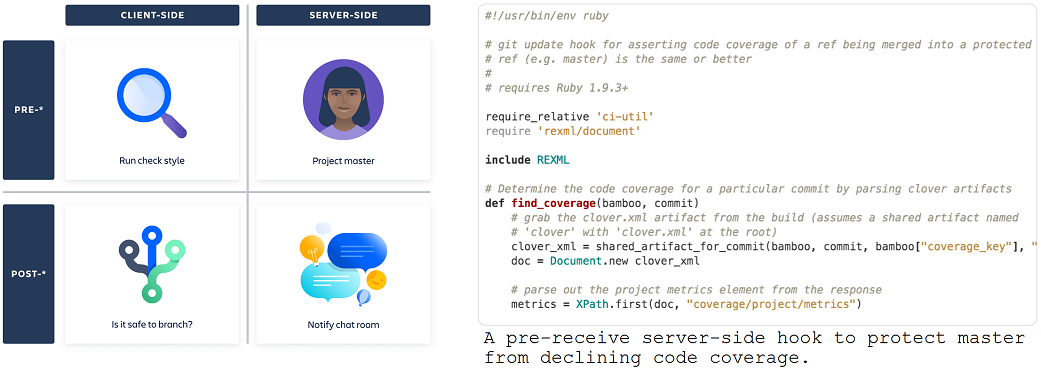 CLIENT-SIDE
SERVER-SIDE
PRE-*
Run check style
Project master
POST-*
Is it safe to branch?
Notify chat room
#!/usr/bin/env ruby
# git update hook for asserting code coverage of a ref being merged into a protected
# ref (e.g. master) is the same or better
#
# requires Ruby 1.9.3+
require_relative 'ci-util'
require 'rexml/document'
include REXML
# Determine the code coverage for a particular commit by parsing clover artifacts
def find_coverage(bamboo, commit)
# grab the clover.xml artifact from the build (assumes a shared artifact named
# 'clover' with 'clover.xml' at the root)
clover_xml = shared_artifact_for_commit(bamboo, commit, bamboo["coverage_key"], "
doc = Document.new clover_xml
# parse out the project metrics element from the response
metrics = XPath.first(doc, "coverage/project/metrics")
A pre-receive server-side hook to protect master
from declining code coverage.